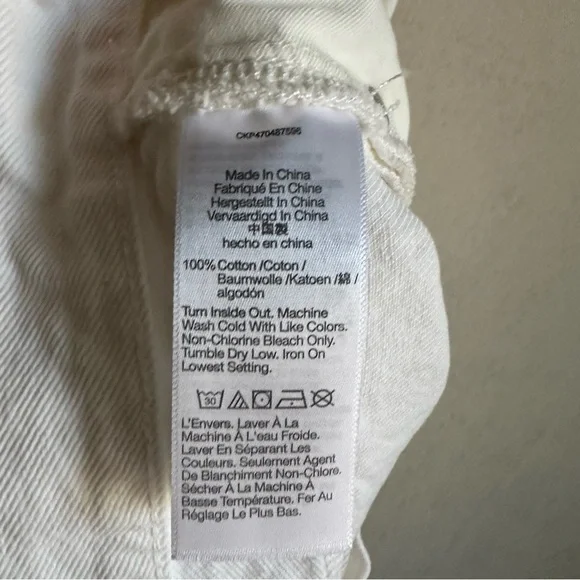 CKP470487596
Made In China
Fabriqué En Chine
Hergestellt In China
Vervaardigd In China
中国製
hecho en china
100% Cotton /Coton /
Baumwolle /Katoen /綿 /
algodón
Turn Inside Out. Machine
Wash Cold With Like Colors.
Non-Chlorine Bleach Only.
Tumble Dry Low. Iron On
Lowest Setting.
30
L'Envers. Laver À La
Machine À L'eau Froide.
Laver En Séparant Les
Couleurs. Seulement Agent
De Blanchiment Non-Chlore.
Sécher À La Machine À
Basse Température. Fer Au
Réglage Le Plus Bas.